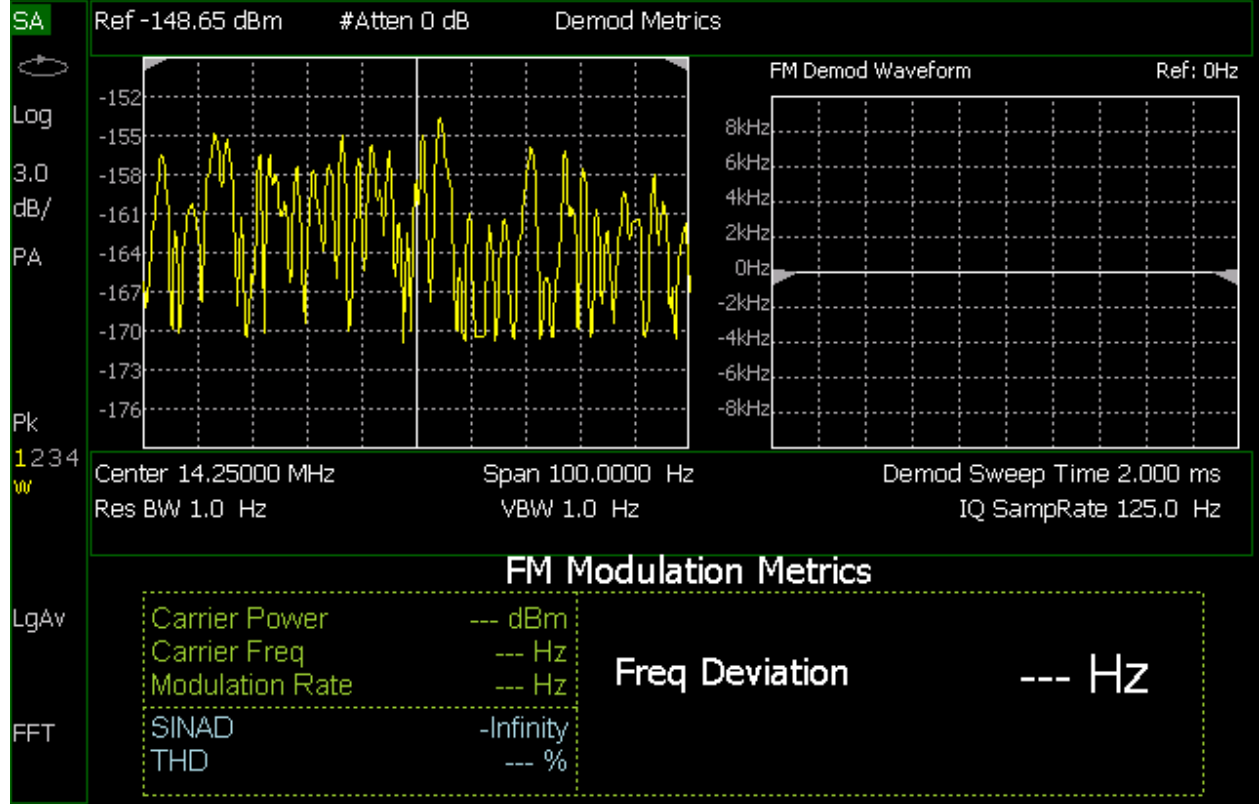 SA
Ref -148.65 dBm #Atten 0 dB Demod Metrics
Log
3.0
dB/
PA
Pk
1234
W
LgAv
FFT
-152
-155
-158
-161
-164
-167
-170
-173
-176
FM Demod Waveform Ref: 0Hz
8kHz
6kHz
4kHz
2kHz
0Hz
-2kHz
-4kHz
-6kHz
-8kHz
Center 14.25000 MHz Span 100.0000 Hz Demod Sweep Time 2.000 ms
Res BW 1.0 Hz VBW 1.0 Hz IQ SampRate 125.0 Hz
FM Modulation Metrics
Carrier Power --- dBm
Carrier Freq --- Hz
Modulation Rate --- Hz
SINAD -Infinity
THD --- %
Freq Deviation --- Hz